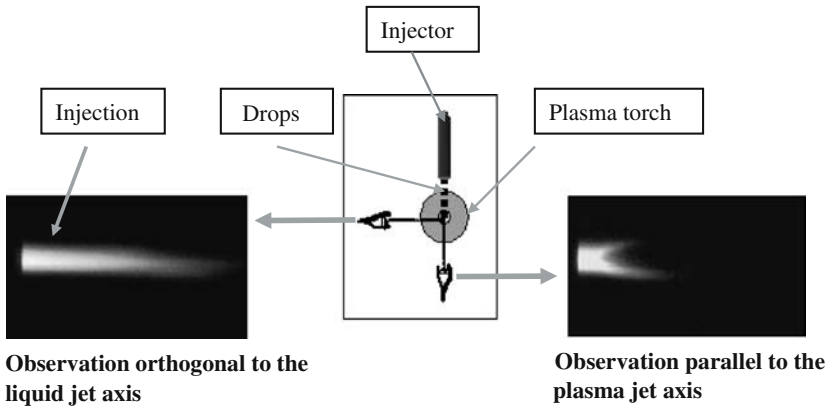 Injector
Injection
Drops
Plasma torch
Observation orthogonal to the
liquid jet axis
Observation parallel to the
plasma jet axis